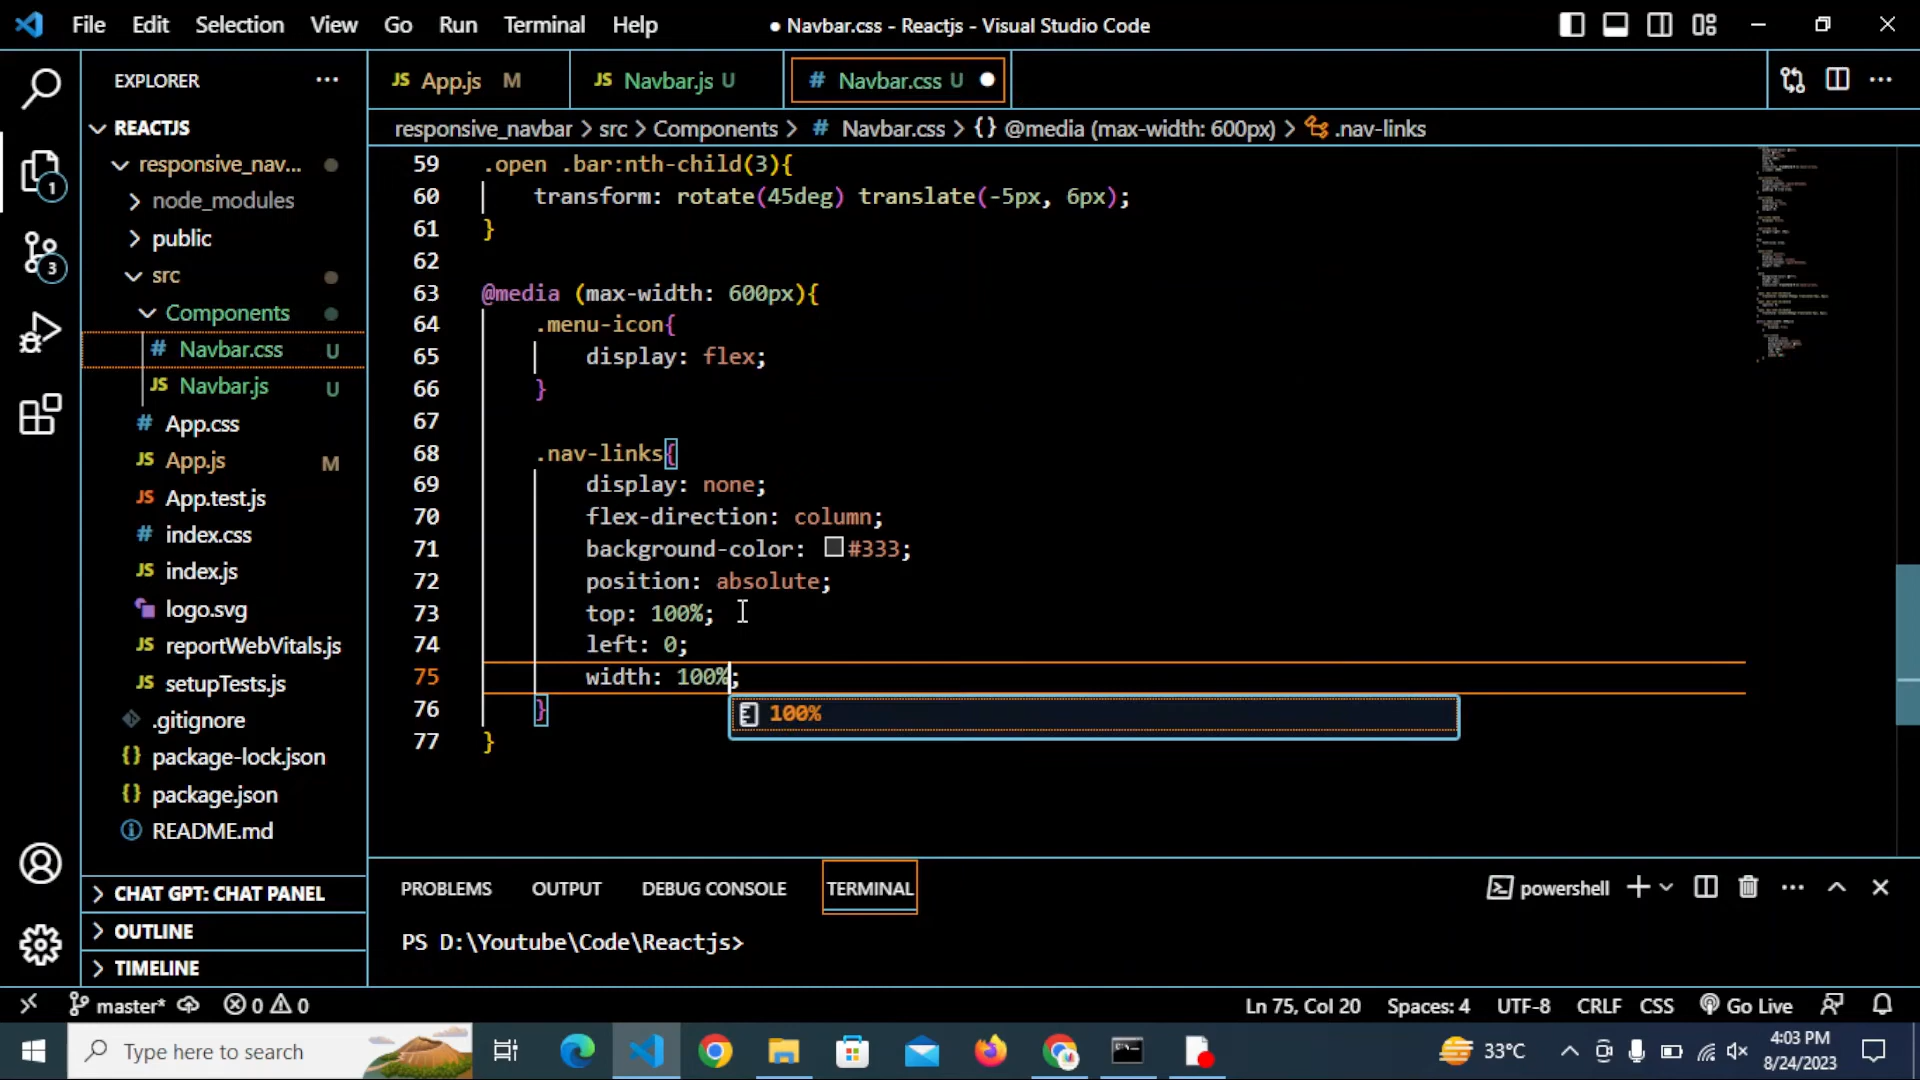 File Edit Selection View Go Run Terminal Help
● Navbar.css - Reactjs - Visual Studio Code
EXPLORER
JS App.js M
JS Navbar.js U
# Navbar.css U
REACTJS
responsive_navbar > src > Components > # Navbar.css > {} @media (max-width: 600px) > .nav-links
responsive_nav...
node_modules
public
src
Components
# Navbar.css U
JS Navbar.js U
# App.css
JS App.js M
JS App.test.js
# index.css
JS index.js
logo.svg
JS reportWebVitals.js
JS setupTests.js
.gitignore
{} package-lock.json
{} package.json
README.md
CHAT GPT: CHAT PANEL
OUTLINE
TIMELINE
1
3
59 .open .bar:nth-child(3){
60 transform: rotate(45deg) translate(-5px, 6px);
61 }
62
63 @media (max-width: 600px){
64 .menu-icon{
65 display: flex;
66 }
67
68 .nav-links{
69 display: none;
70 flex-direction: column;
71 background-color: #333;
72 position: absolute;
73 top: 100%;
74 left: 0;
75 width: 100%;
76 }
100%
77 }
PROBLEMS OUTPUT DEBUG CONSOLE TERMINAL
powershell
PS D:\Youtube\Code\Reactjs>
master* 0 0
Ln 75, Col 20 Spaces: 4 UTF-8 CRLF CSS Go Live
Type here to search
33°C
4:03 PM
8/24/2023